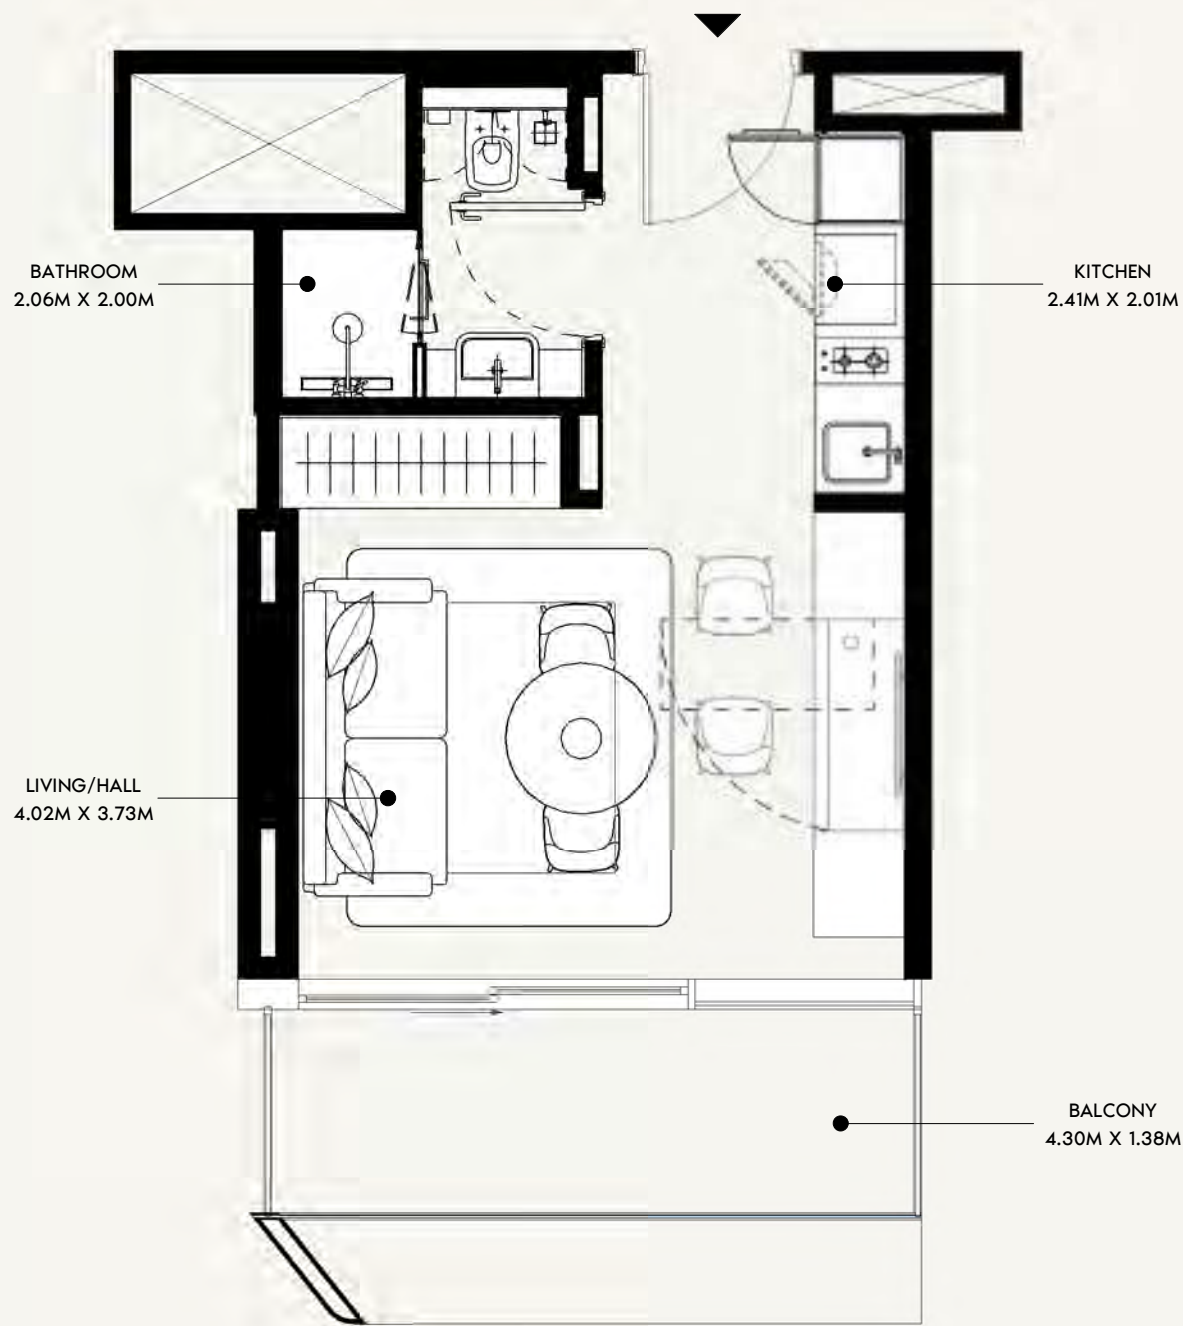 BATHROOM
2.06M X 2.00M
KITCHEN
2.41M X 2.01M
LIVING/HALL
4.02M X 3.73M
BALCONY
4.30M X 1.38M